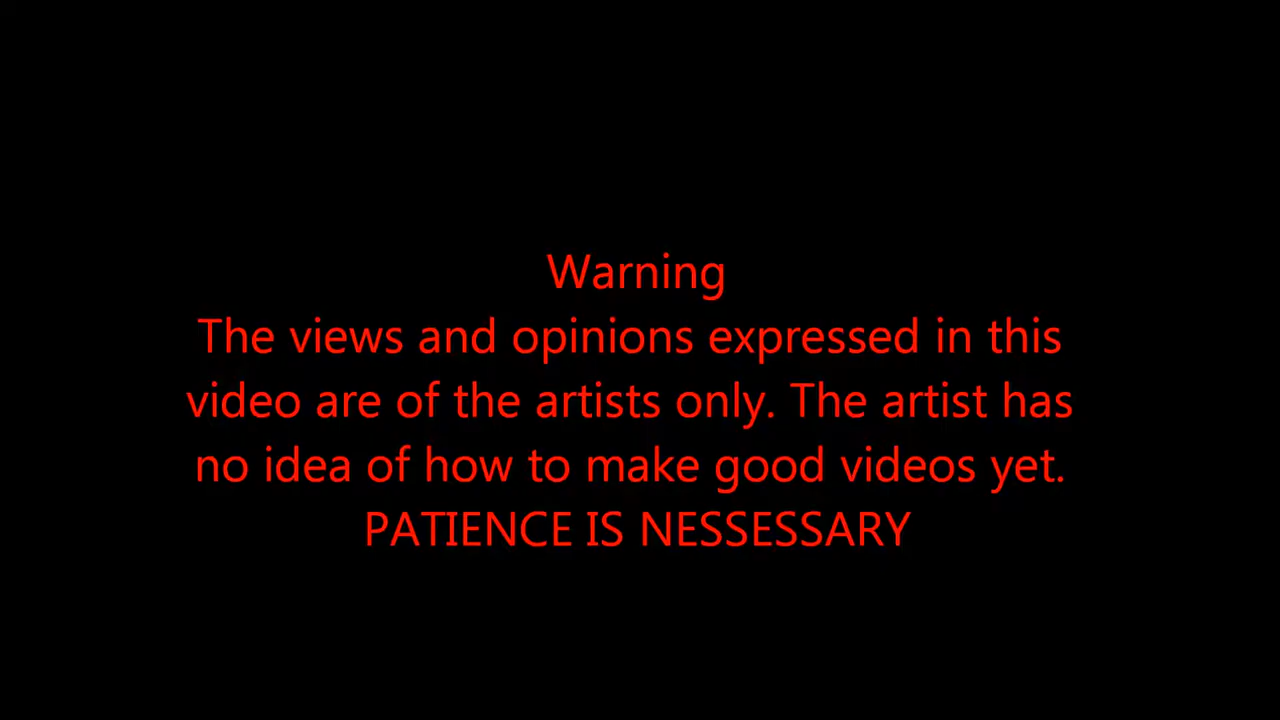 Warning
The views and opinions expressed in this
video are of the artists only. The artist has
no idea of how to make good videos yet.
PATIENCE IS NESSESSARY